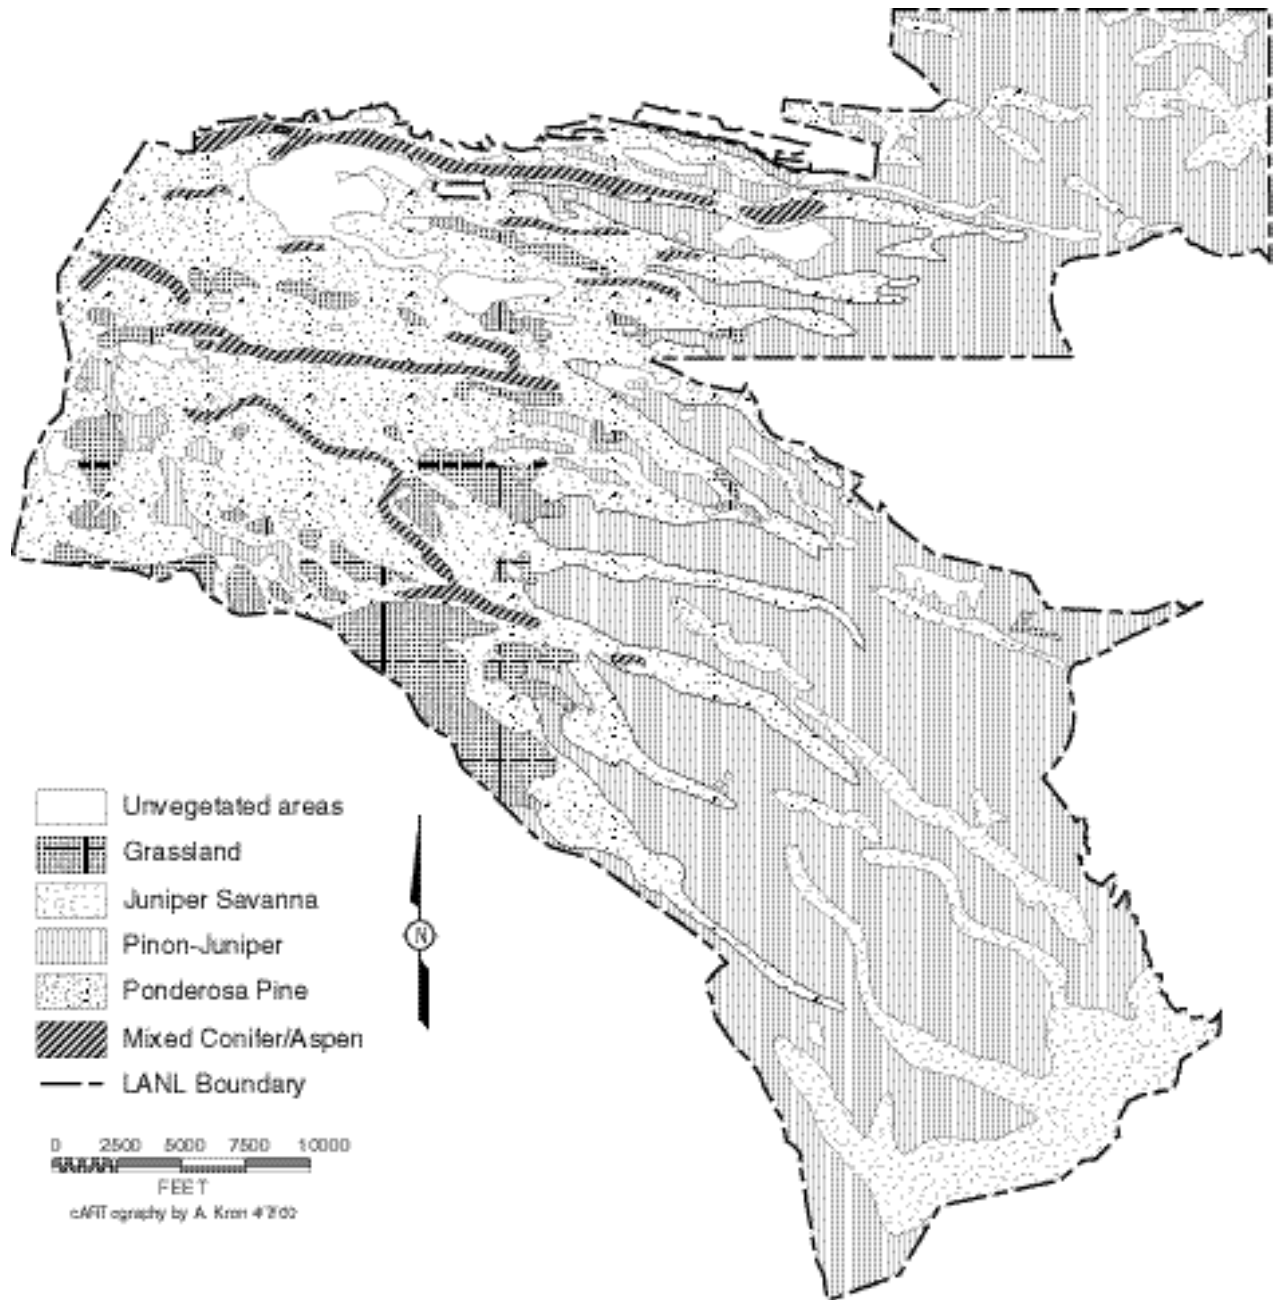 Unvegetated areas
Grassland
Juniper Savanna
Pinon-Juniper
Ponderosa Pine
Mixed Conifer/Aspen
LANL Boundary
N
0 2500 5000 7500 10000
FEET
by A. Kron